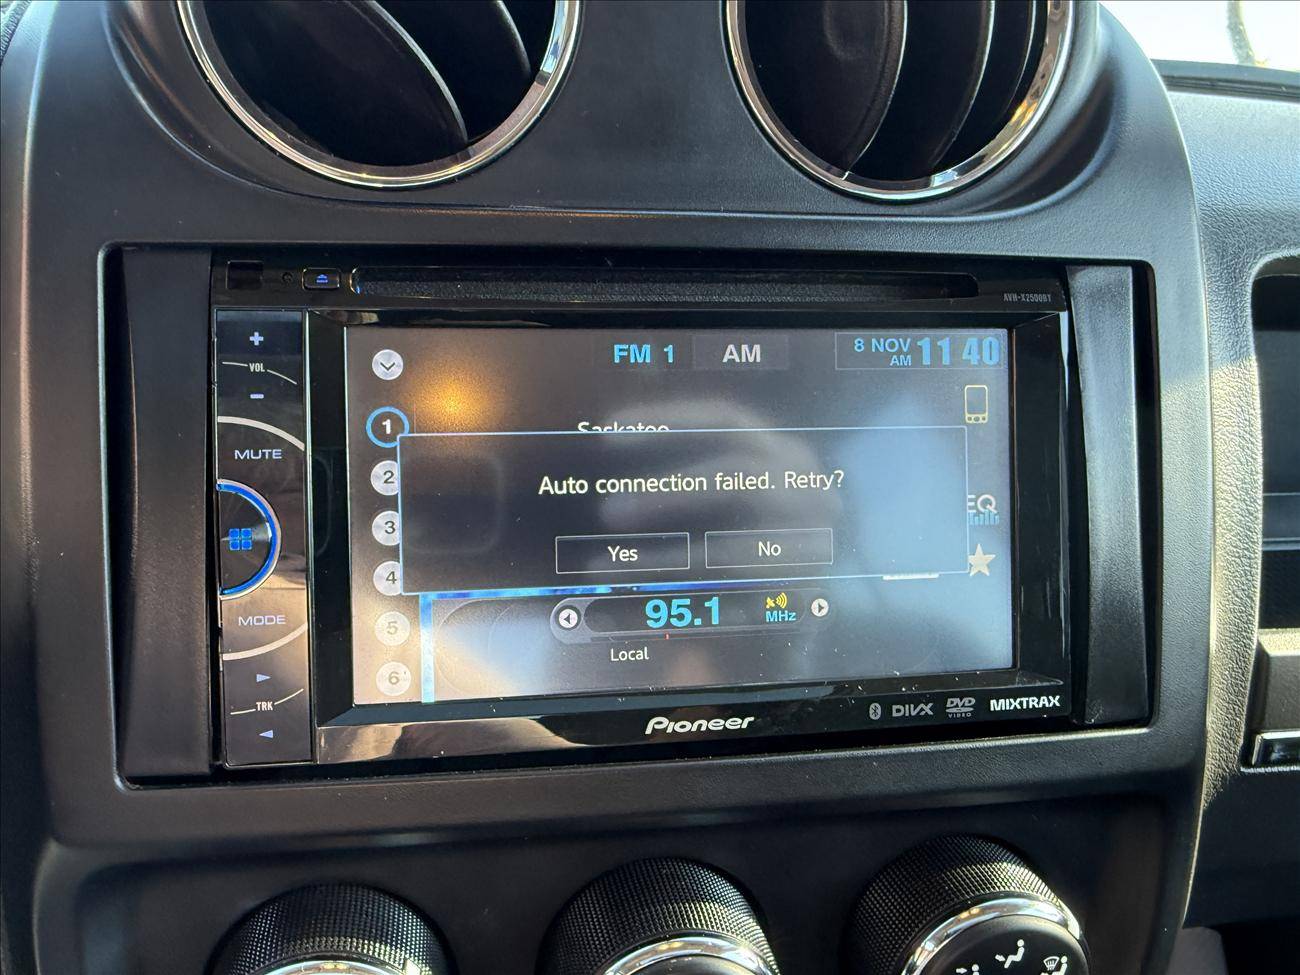 AVH-X2500BT
+
VOL
-
MUTE
MODE
TRK
FM 1
AM
8 NOV
AM 11 40
1
Saskatoo
2
3
4
5
6
Auto connection failed. Retry?
Yes
No
EQ
95.1
MHz
Local
Pioneer
DIVX
DVD
VIDEO
MIXTRAX